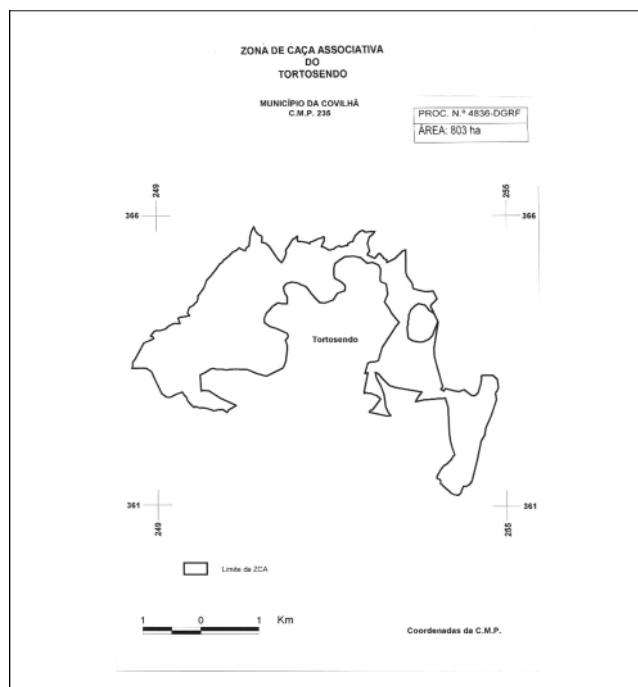 ZONA DE CAÇA ASSOCIATIVA
DO
TORTOSENDO
MUNICÍPIO DA COVILHÃ
C.M.P. 235
PROC. N.º 4836-DGRF
ÁREA: 803 ha
249
255
366
366
Tortosendo
361
361
249
255
Limite da ZCA
1 0 1 Km
Coordenadas da C.M.P.